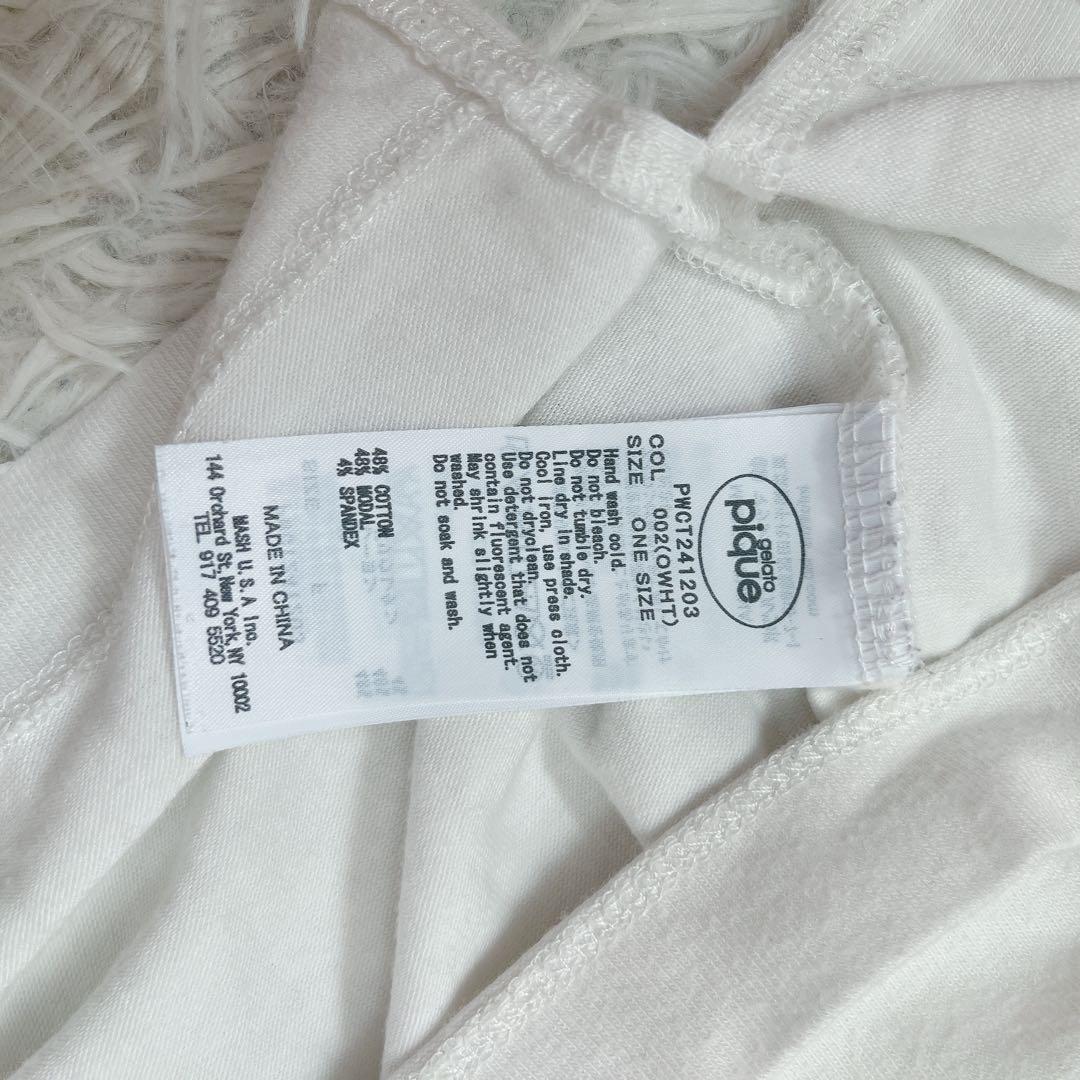 gelato
pique
PWCT241203
COL 002(OWHT)
SIZE ONE SIZE
Hand wash cold.
Do not bleach.
Do not tumble dry.
Line dry in shade.
Cool iron, use press cloth.
Do not dryclean.
Use detergent that does not
contain fluorescent agent.
May shrink slightly when
washed.
Do not soak and wash.
48% COTTON
48% MODAL
4% SPANDEX
MADE IN CHINA
MASH U.S.A Inc.
144 Orchard St, New York, NY 10002
TEL 917 409 5520